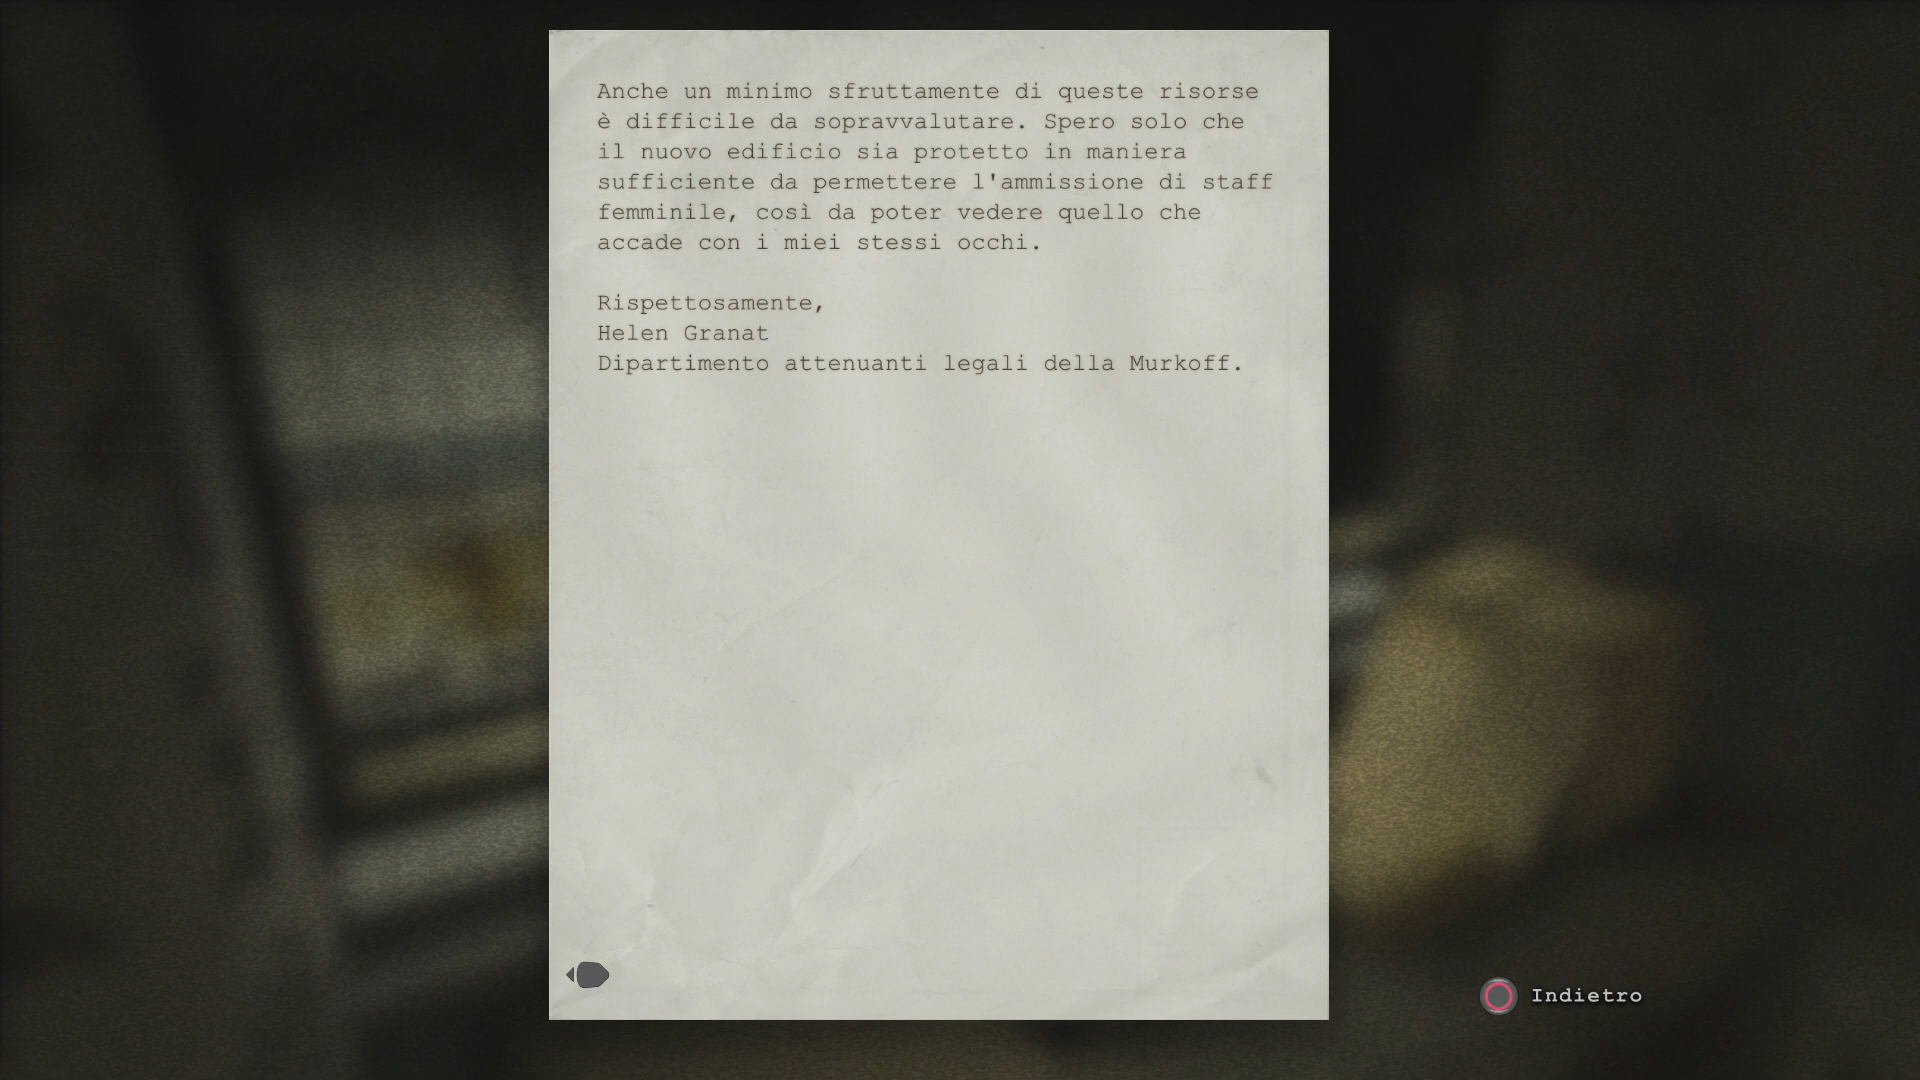 Anche un minimo sfruttamente di queste risorse
è difficile da sopravvalutare. Spero solo che
il nuovo edificio sia protetto in maniera
sufficiente da permettere l'ammissione di staff
femminile, così da poter vedere quello che
accade con i miei stessi occhi.
Rispettosamente,
Helen Granat
Dipartimento attenuanti legali della Murkoff.
Indietro